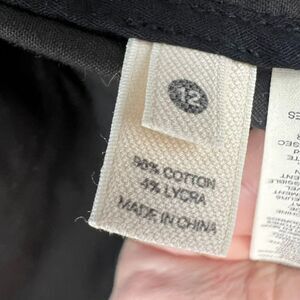 12
96% COTTON
4% LYCRA
MADE IN CHINA